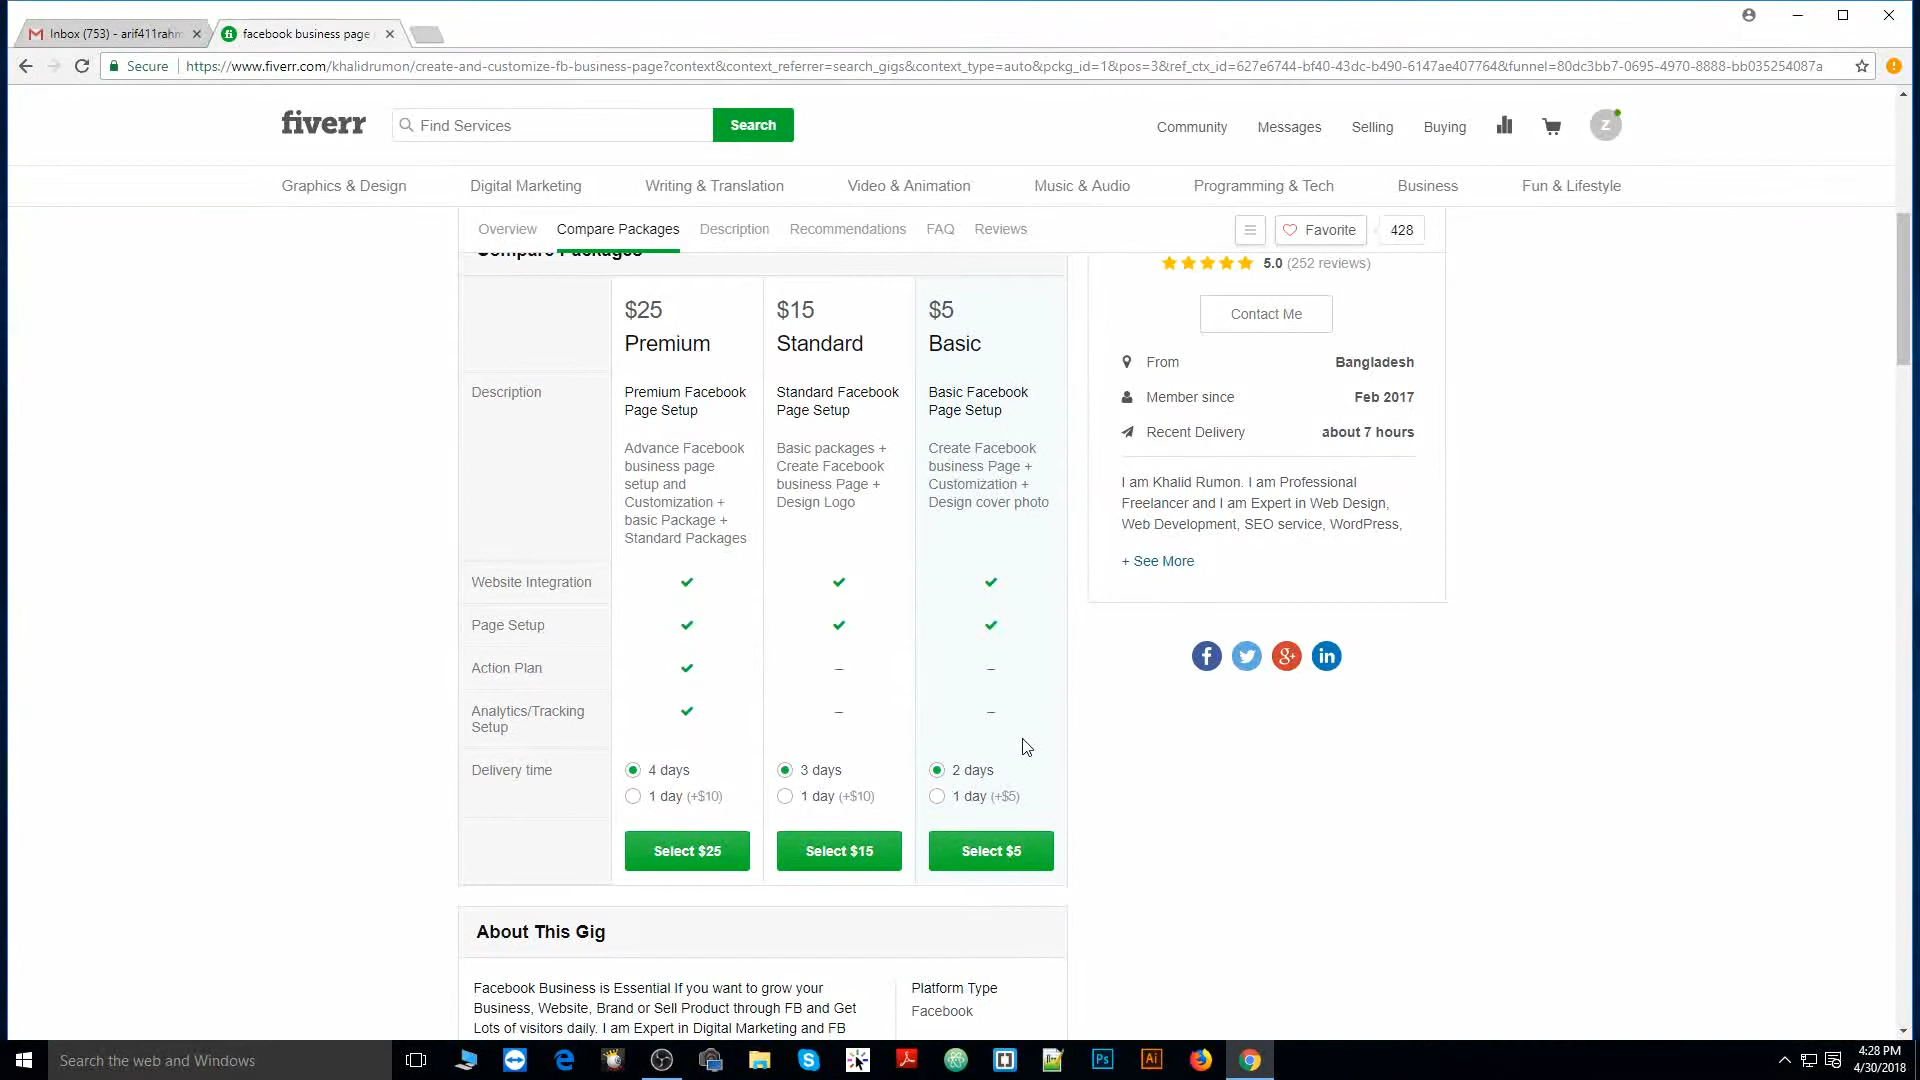 Inbox (753) - arif411rahm
facebook business page
Secure
https://www.fiverr.com/khalidrumon/create-and-customize-fb-business-page?context&context_referrer=search_gigs&context_type=auto&pckg_id=1&pos=3&ref_ctx_id=627e6744-bf40-43dc-b490-6147ae407764&funnel=80dc3bb7-0695-4970-8888-bb035254087a
fiverr
Find Services
Search
Community
Messages
Selling
Buying
Z
Graphics & Design
Digital Marketing
Writing & Translation
Video & Animation
Music & Audio
Programming & Tech
Business
Fun & Lifestyle
Overview
Compare Packages
Description
Recommendations
FAQ
Reviews
Favorite
428
Compare Packages
$25
Premium
$15
Standard
$5
Basic
Description
Premium Facebook
Page Setup
Advance Facebook
business page
setup and
Customization +
basic Package +
Standard Packages
Standard Facebook
Page Setup
Basic packages +
Create Facebook
business Page +
Design Logo
Basic Facebook
Page Setup
Create Facebook
business Page +
Customization +
Design cover photo
Website Integration
Page Setup
Action Plan
Analytics/Tracking
Setup
Delivery time
4 days
1 day (+$10)
3 days
1 day (+$10)
2 days
1 day (+$5)
Select $25
Select $15
Select $5
5.0 (252 reviews)
Contact Me
From
Bangladesh
Member since
Feb 2017
Recent Delivery
about 7 hours
I am Khalid Rumon. I am Professional
Freelancer and I am Expert in Web Design,
Web Development, SEO service, WordPress,
+ See More
About This Gig
Facebook Business is Essential If you want to grow your
Business, Website, Brand or Sell Product through FB and Get
Lots of visitors daily. I am Expert in Digital Marketing and FB
Platform Type
Facebook
Search the web and Windows
4:28 PM
4/30/2018